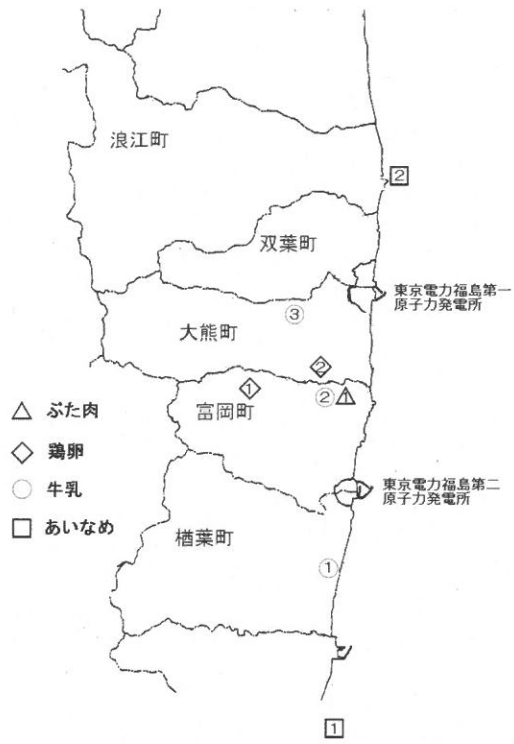 浪江町
2
双葉町
東京電力福島第一
原子力発電所
③
大熊町
②
①
② 1
富岡町
△ ぶた肉
◇ 鶏卵
○ 牛乳
□ あいなめ
東京電力福島第二
原子力発電所
楢葉町
①
1